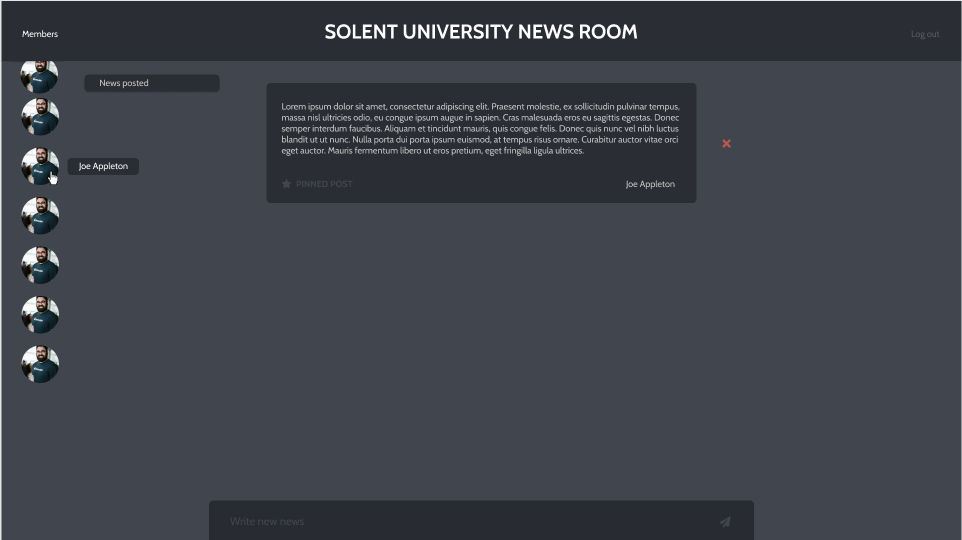 Members
SOLENT UNIVERSITY NEWS ROOM
Log out
News posted
Lorem ipsum dolor sit amet, consectetur adipiscing elit. Praesent molestie, ex sollicitudin pulvinar tempus,
massa nisl ultricies odio, eu congue ipsum augue in sapien. Cras malesuada eros eu sagittis egestas. Donec
semper interdum faucibus. Aliquam et tincidunt mauris, quis congue felis. Donec quis nunc vel nibh luctus
blandit ut ut nunc. Nulla porta dui porta ipsum euismod, at tempus risus ornare. Curabitur auctor vitae orci
eget auctor. Mauris fermentum libero ut eros pretium, eget fringilla ligula ultrices.
PINNED POST
Joe Appleton
Joe Appleton
Write new news